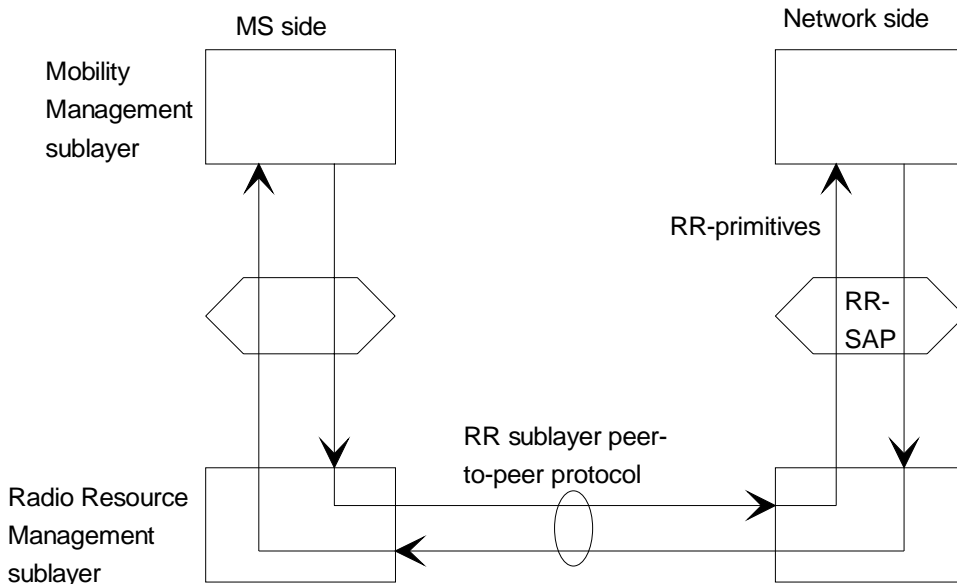 MS side
Network side
Mobility
Management
sublayer
RR-primitives
RR-
SAP
RR sublayer peer-
to-peer protocol
Radio Resource
Management
sublayer